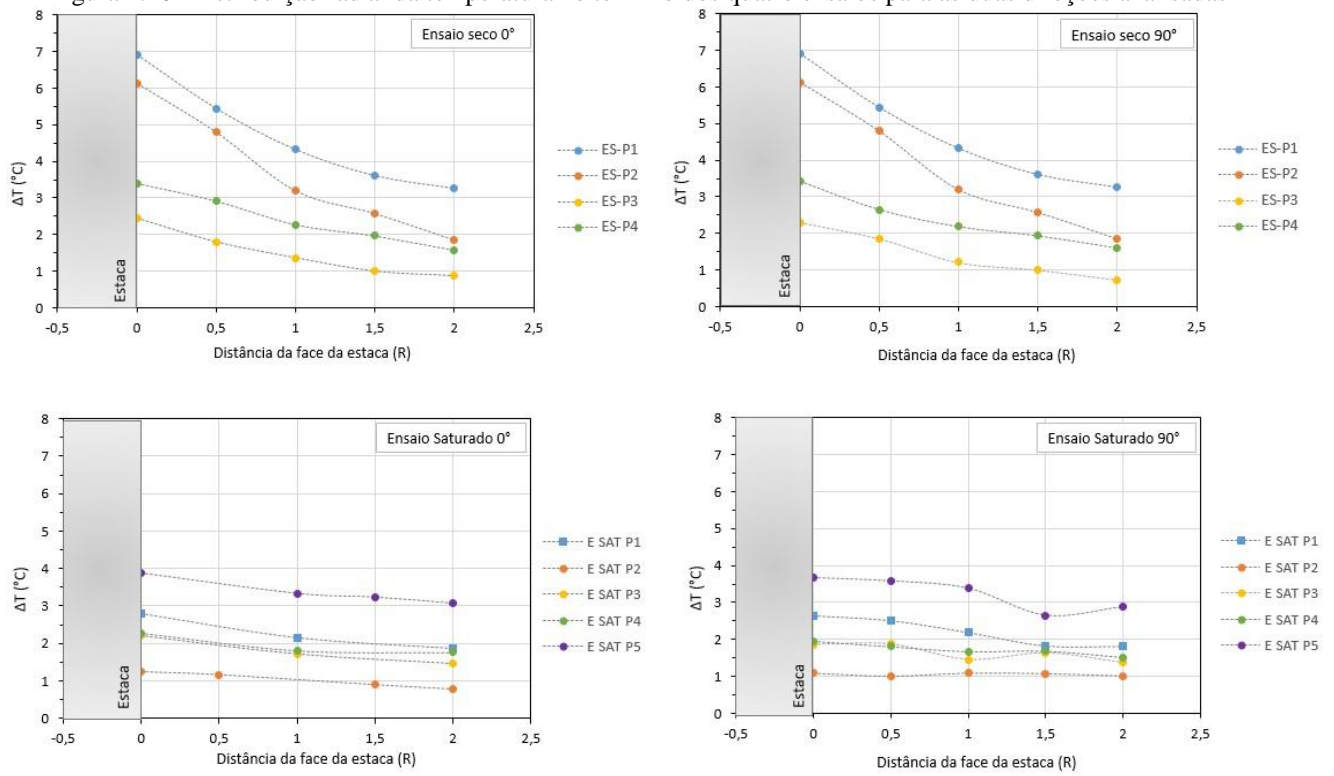 Ensaio seco 0°
8
7
6
5
4
3
2
1
0
ΔT (°C)
Estaca
-0,5 0 0,5 1 1,5 2 2,5
Distância da face da estaca (R)
ES-P1
ES-P2
ES-P3
ES-P4
Ensaio seco 90°
8
7
6
5
4
3
2
1
0
ΔT (°C)
Estaca
-0,5 0 0,5 1 1,5 2 2,5
Distância da face da estaca (R)
ES-P1
ES-P2
ES-P3
ES-P4
Ensaio Saturado 0°
8
7
6
5
4
3
2
1
0
ΔT (°C)
Estaca
-0,5 0 0,5 1 1,5 2 2,5
Distância da face da estaca (R)
E SAT P1
E SAT P2
E SAT P3
E SAT P4
E SAT P5
Ensaio Saturado 90°
8
7
6
5
4
3
2
1
0
ΔT (°C)
Estaca
-0,5 0 0,5 1 1,5 2 2,5
Distância da face da estaca (R)
E SAT P1
E SAT P2
E SAT P3
E SAT P4
E SAT P5